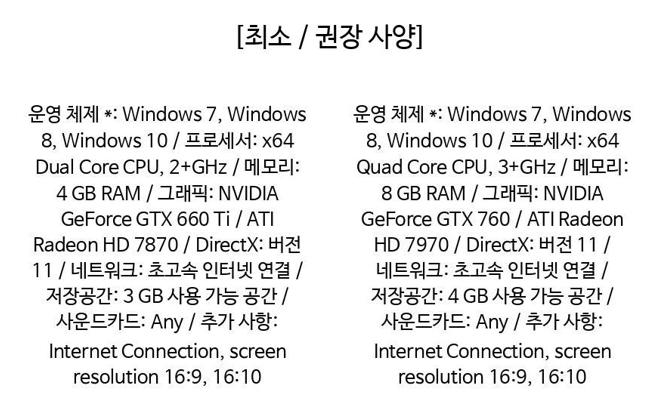 [최소 / 권장 사양]
운영 체제 *: Windows 7, Windows
8, Windows 10 / 프로세서: x64
Dual Core CPU, 2+GHz / 메모리:
4 GB RAM / 그래픽: NVIDIA
GeForce GTX 660 Ti / ATI
Radeon HD 7870 / DirectX: 버전
11 / 네트워크: 초고속 인터넷 연결 /
저장공간: 3 GB 사용 가능 공간 /
사운드카드: Any / 추가 사항:
Internet Connection, screen
resolution 16:9, 16:10
운영 체제 *: Windows 7, Windows
8, Windows 10 / 프로세서: x64
Quad Core CPU, 3+GHz / 메모리:
8 GB RAM / 그래픽: NVIDIA
GeForce GTX 760 / ATI Radeon
HD 7970 / DirectX: 버전 11 /
네트워크: 초고속 인터넷 연결 /
저장공간: 4 GB 사용 가능 공간 /
사운드카드: Any / 추가 사항:
Internet Connection, screen
resolution 16:9, 16:10